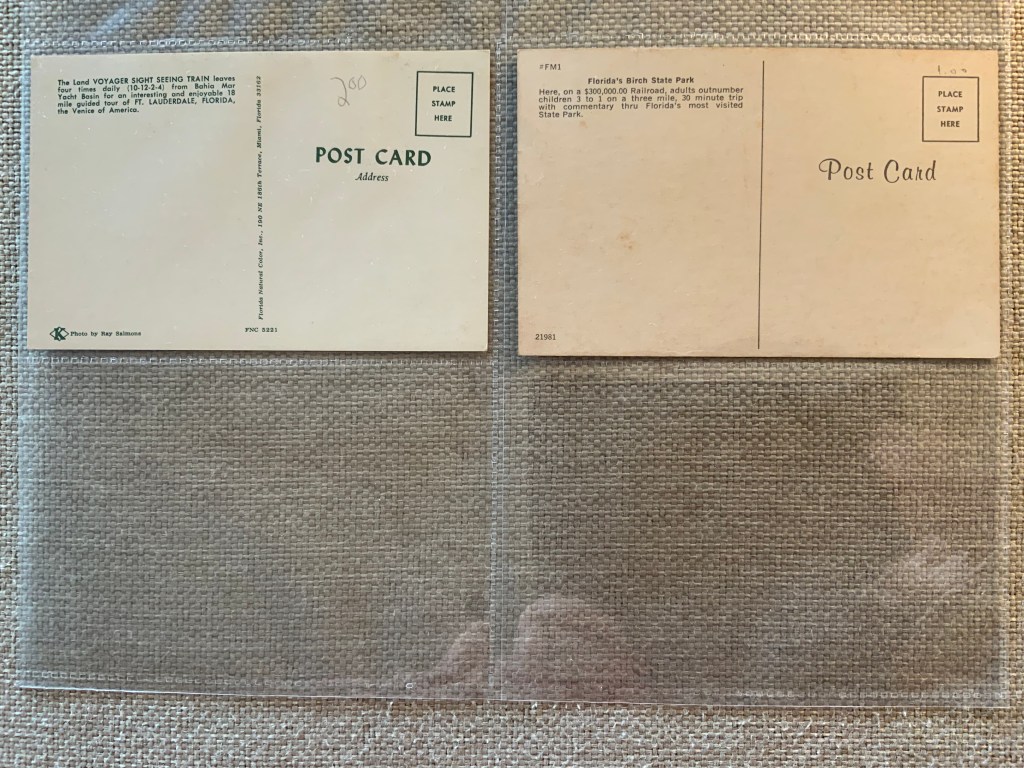 The Land VOYAGER SIGHT SEEING TRAIN leaves
four times daily (10-12-2-4) from Bahia Mar
Yacht Basin for an interesting and enjoyable 18
mile guided tour of FT. LAUDERDALE, FLORIDA,
the Venice of America.
200
PLACE
STAMP
HERE
POST CARD
Address
Florida Natural Color, Inc., 190 NE 186th Terrace, Miami, Florida 33162
K
Photo by Ray Salmons
FNC 5221
#FM1
Florida's Birch State Park
Here, on a $300,000.00 Railroad, adults outnumber
children 3 to 1 on a three mile, 30 minute trip
with commentary thru Florida's most visited
State Park.
1.00
PLACE
STAMP
HERE
Post Card
21981